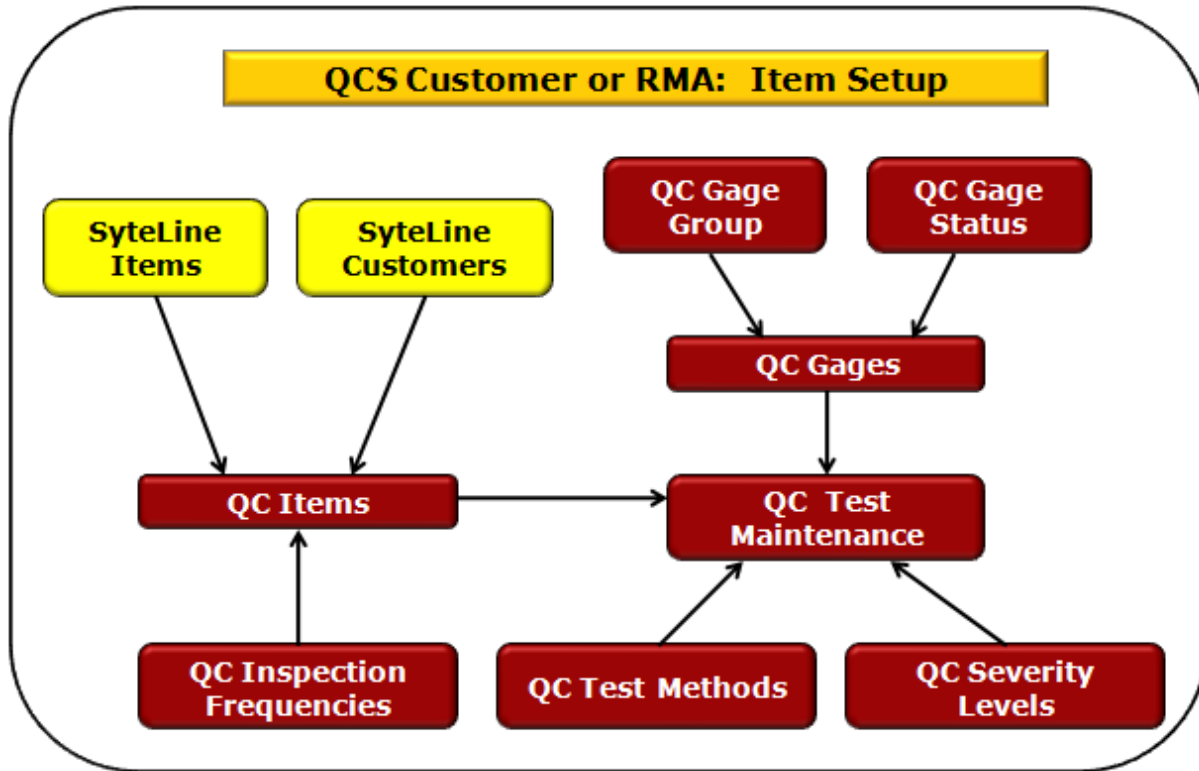 QCS Customer or RMA:  Item Setup
QC Gage
Group
QC Gage
Status
SyteLine
Items
SyteLine
Customers
QC Gages
QC Items
QC  Test
Maintenance
QC Inspection
Frequencies
QC Test Methods
QC Severity
Levels